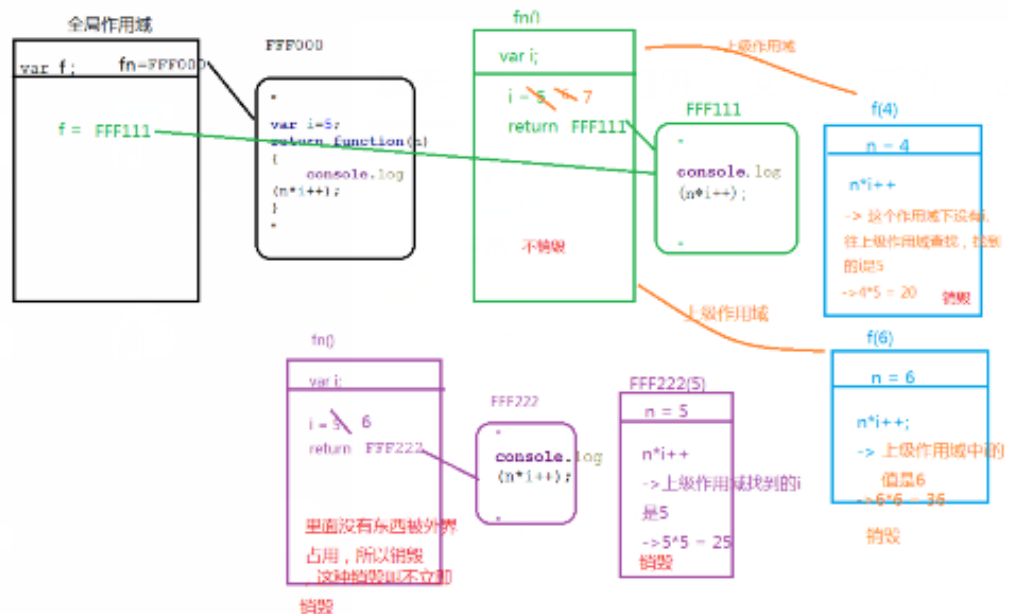 全局作用域
var f;    fn=FFF000
f = FFF111
FFF000
"
var i=5;
return function(n)
{
console.log
(n*i++);
}
"
fn()
var i;
i = 5 6 7
return FFF111
不销毁
FFF111
"
console.log
(n*i++);
"
上级作用域
f(4)
n = 4
n*i++
-> 这个作用域下没有i,
往上级作用域查找，找到
的i是5
->4*5 = 20
销毁
上级作用域
f(6)
n = 6
n*i++;
-> 上级作用域中i的
值是6
->6*6 = 36
销毁
fn()
var i;
i = 5 6
return FFF222
里面没有东西被外界
占用，所以销毁
，这种销毁叫不立即
销毁
FFF222
"
console.log
(n*i++);
"
FFF222(5)
n = 5
n*i++
->上级作用域找到的i
是5
->5*5 = 25
销毁